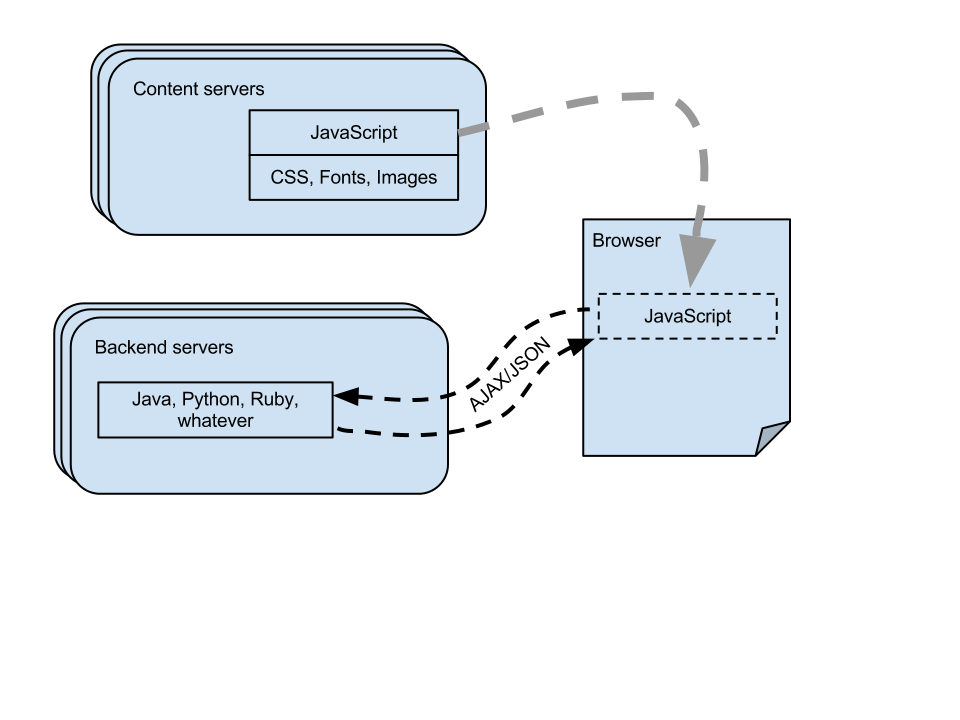 Content servers
JavaScript
CSS, Fonts, Images
Browser
JavaScript
Backend servers
AJAX/JSON
Java, Python, Ruby,
whatever